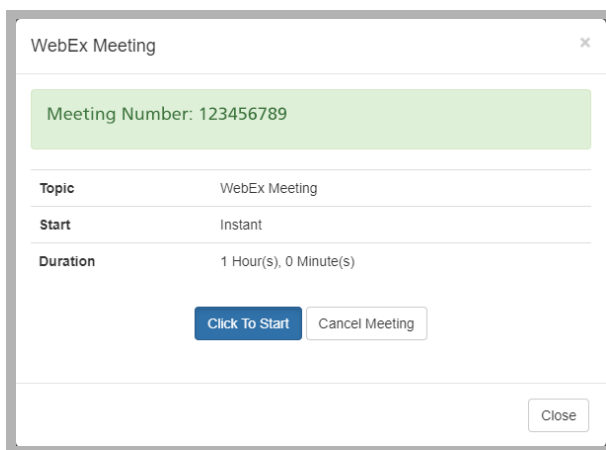 WebEx Meeting ×
Meeting Number: 123456789
Topic WebEx Meeting
Start Instant
Duration 1 Hour(s), 0 Minute(s)
Click To Start Cancel Meeting
Close